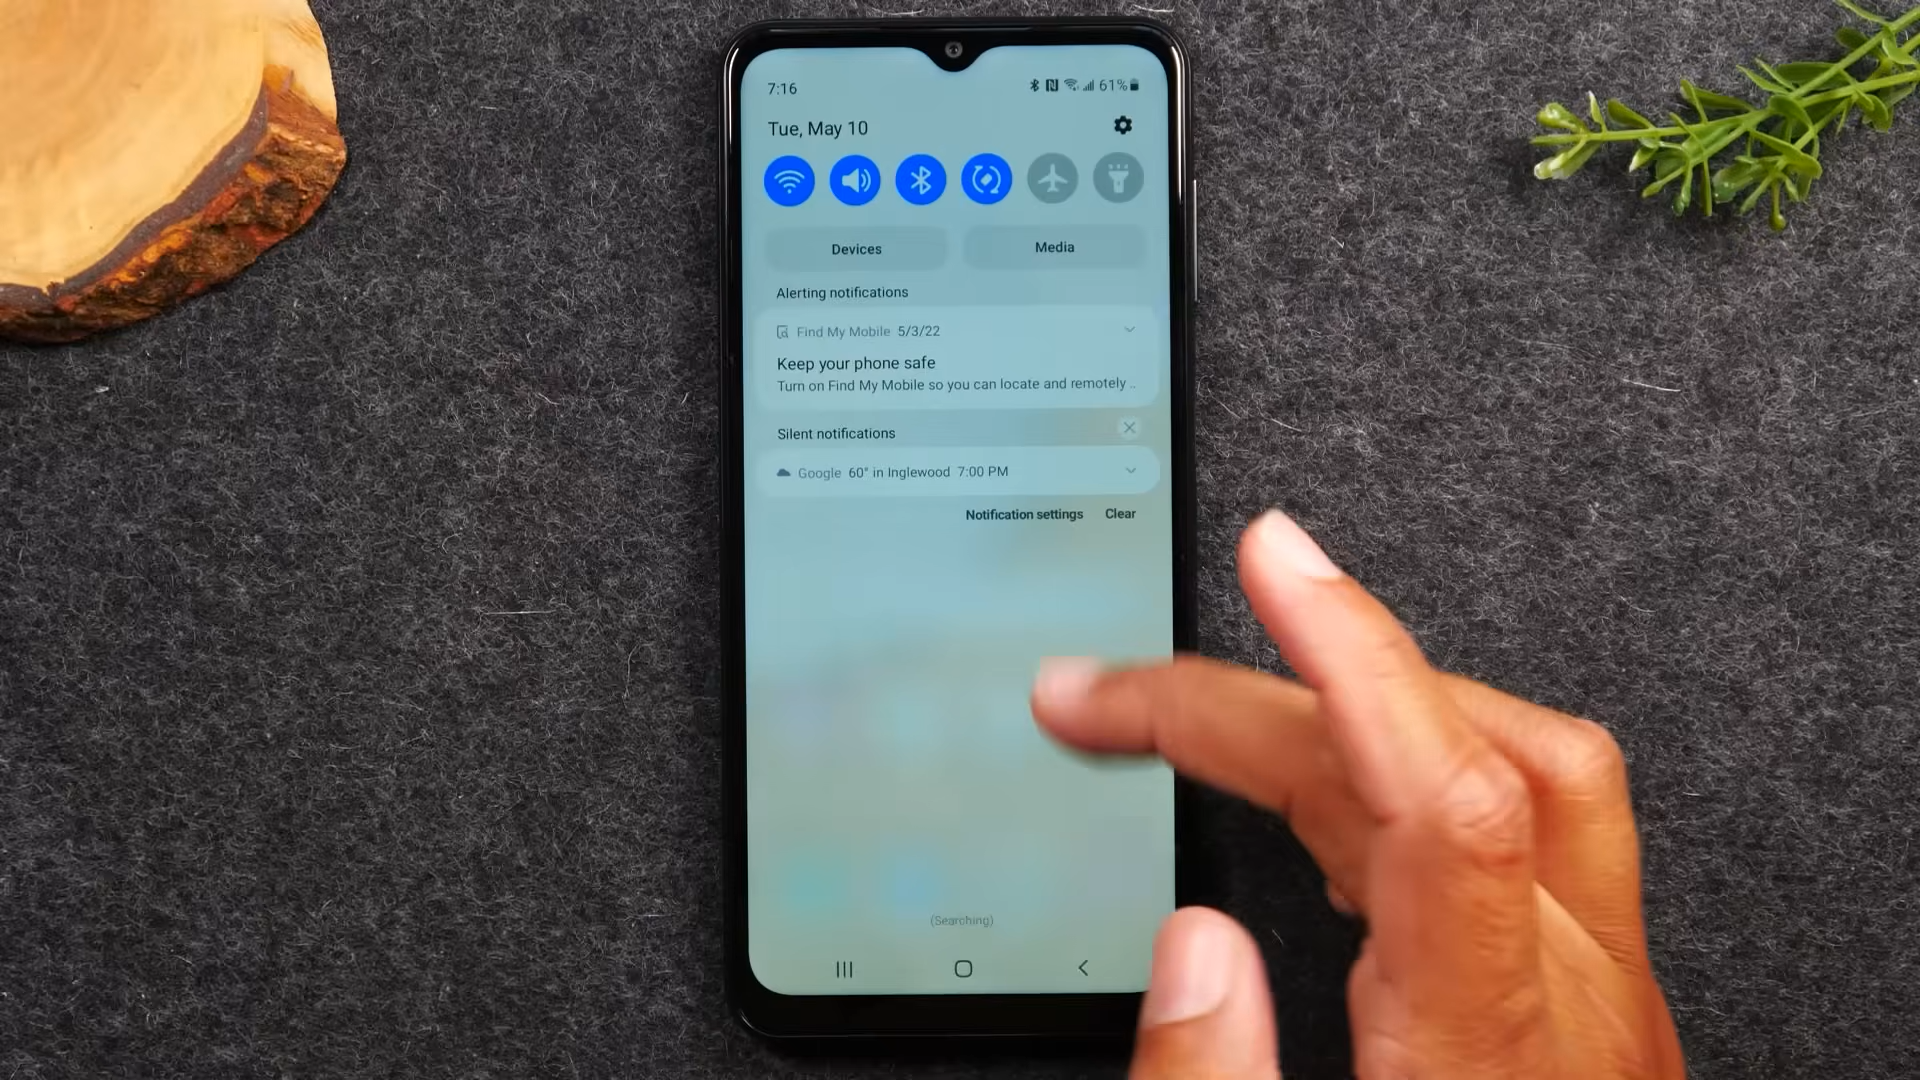 7:16 61%
Tue, May 10
Devices Media
Alerting notifications
Find My Mobile 5/3/22
Keep your phone safe
Turn on Find My Mobile so you can locate and remotely ..
Silent notifications
Google 60° in Inglewood 7:00 PM
Notification settings Clear
(Searching)